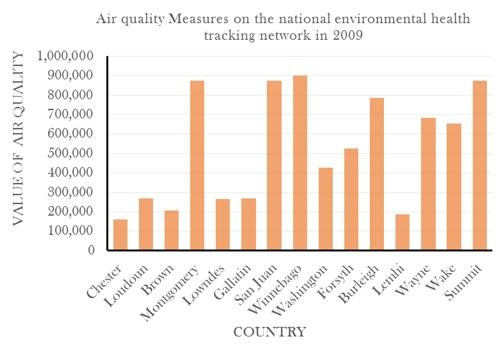 Air quality Measures on the national environmental health
tracking network in 2009
VALUE OF AIR QUALITY
1,000,000
900,000
800,000
700,000
600,000
500,000
400,000
300,000
200,000
100,000
0
Chester
Loudoun
Brown
Montgomery
Lowndes
Gallatin
San Juan
Winnebago
Washington
Forsyth
Burleigh
Lemhi
Wayne
Wake
Summit
COUNTRY